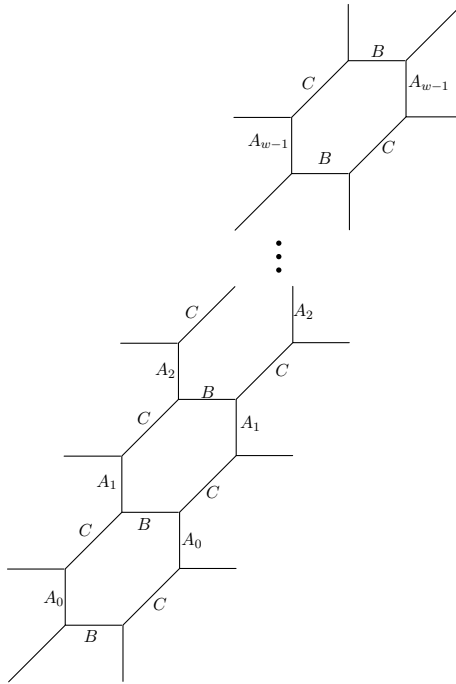 B
C A_{w-1}
A_{w-1} B C
C A_2
A_2 B C
C A_1
A_1 B C
C A_0
A_0 B C